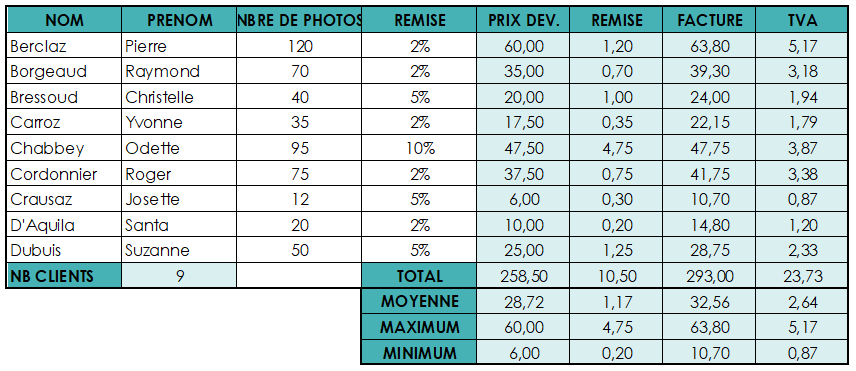 NOM PRENOM NBRE DE PHOTOS REMISE PRIX DEV. REMISE FACTURE TVA
Berclaz Pierre 120 2% 60,00 1,20 63,80 5,17
Borgeaud Raymond 70 2% 35,00 0,70 39,30 3,18
Bressoud Christelle 40 5% 20,00 1,00 24,00 1,94
Carroz Yvonne 35 2% 17,50 0,35 22,15 1,79
Chabbey Odette 95 10% 47,50 4,75 47,75 3,87
Cordonnier Roger 75 2% 37,50 0,75 41,75 3,38
Crausaz Josette 12 5% 6,00 0,30 10,70 0,87
D'Aquila Santa 20 2% 10,00 0,20 14,80 1,20
Dubuis Suzanne 50 5% 25,00 1,25 28,75 2,33
NB CLIENTS 9 TOTAL 258,50 10,50 293,00 23,73
MOYENNE 28,72 1,17 32,56 2,64
MAXIMUM 60,00 4,75 63,80 5,17
MINIMUM 6,00 0,20 10,70 0,87